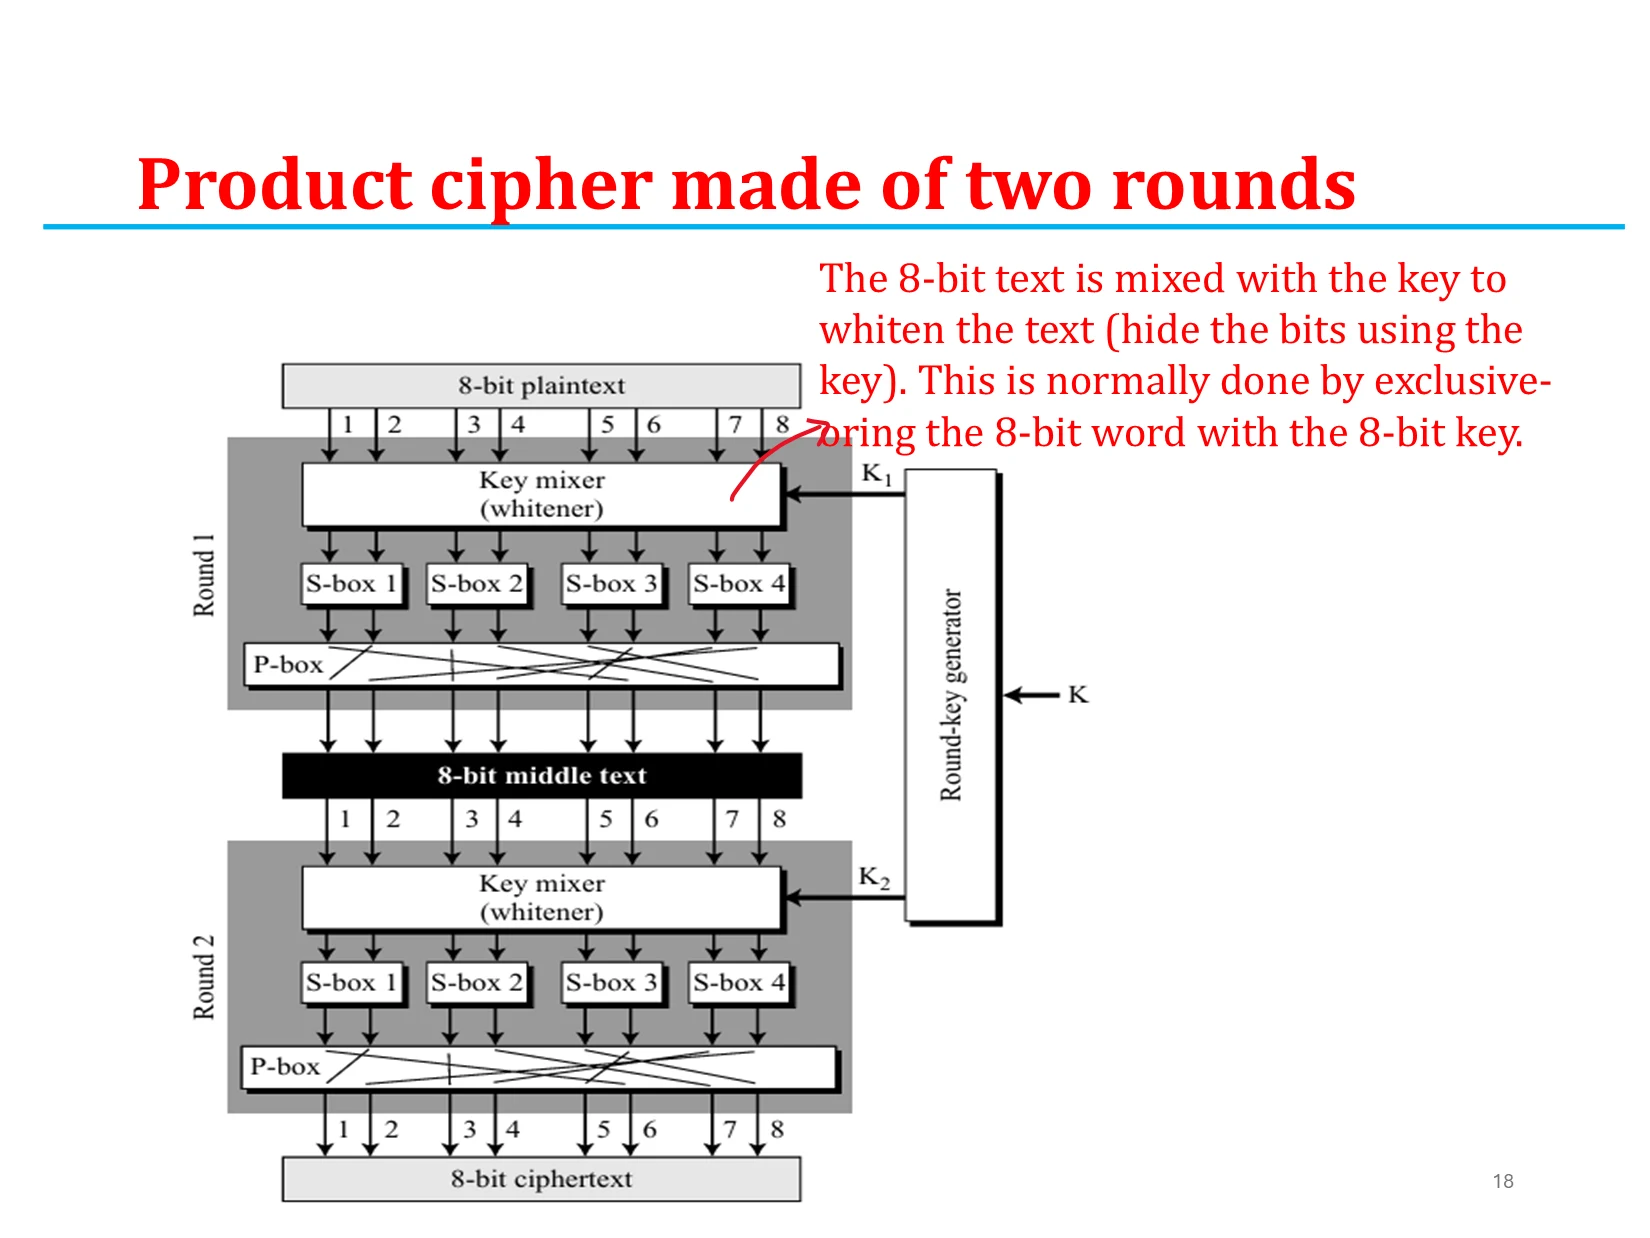 Product cipher made of two rounds
The 8-bit text is mixed with the key to
whiten the text (hide the bits using the
key). This is normally done by exclusive-
oring the 8-bit word with the 8-bit key.
8-bit plaintext
1 2 3 4 5 6 7 8
Round 1
Key mixer
(whitener)
K1
S-box 1 S-box 2 S-box 3 S-box 4
P-box
Round-key generator
K
8-bit middle text
1 2 3 4 5 6 7 8
Round 2
Key mixer
(whitener)
K2
S-box 1 S-box 2 S-box 3 S-box 4
P-box
1 2 3 4 5 6 7 8
8-bit ciphertext
18